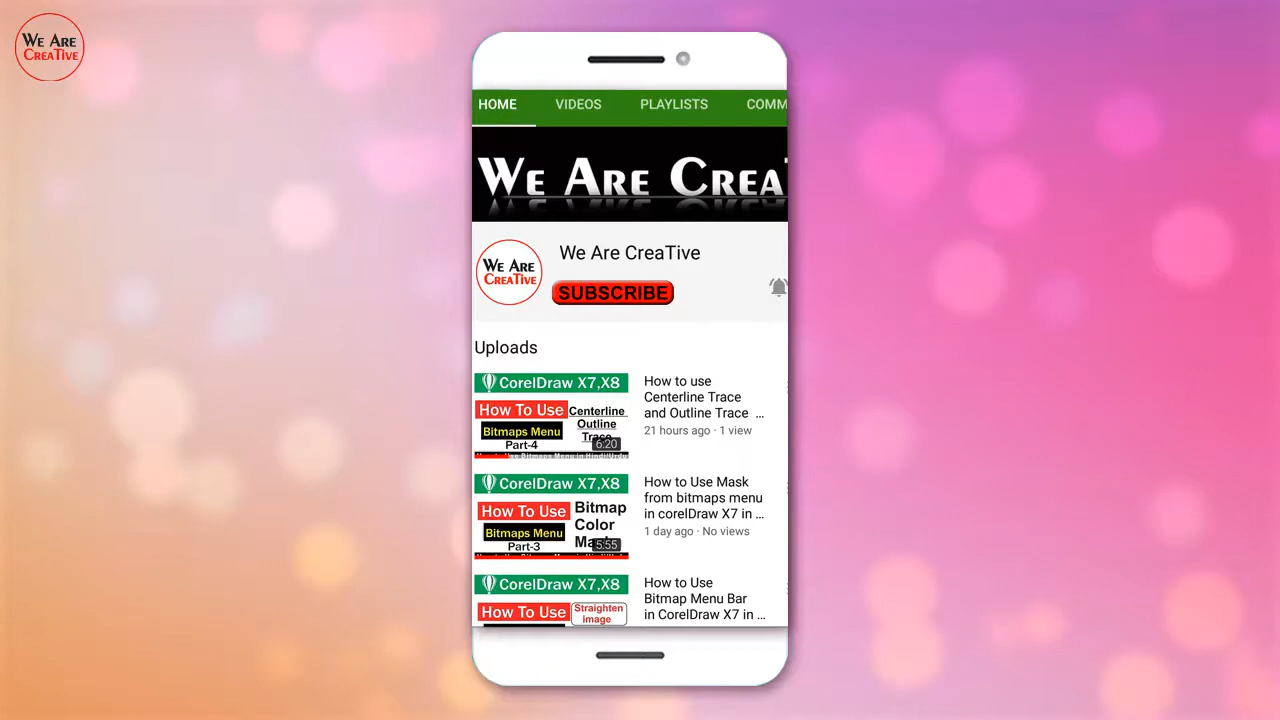 We Are
CreaTive
HOME VIDEOS PLAYLISTS COMM
We Are Crea
We Are
CreaTive
We Are CreaTive
SUBSCRIBE
Uploads
CorelDraw X7,X8
How To Use
Centerline
Outline
Trace
Bitmaps Menu
Part-4
6:20
How to use
Centerline Trace
and Outline Trace ...
21 hours ago · 1 view
CorelDraw X7,X8
How To Use
Bitmap
Color
Bitmaps Menu
Part-3
5:55
How to Use Mask
from bitmaps menu
in corelDraw X7 in ...
1 day ago · No views
CorelDraw X7,X8
How To Use
Straighten
image
How to Use
Bitmap Menu Bar
in CorelDraw X7 in ...